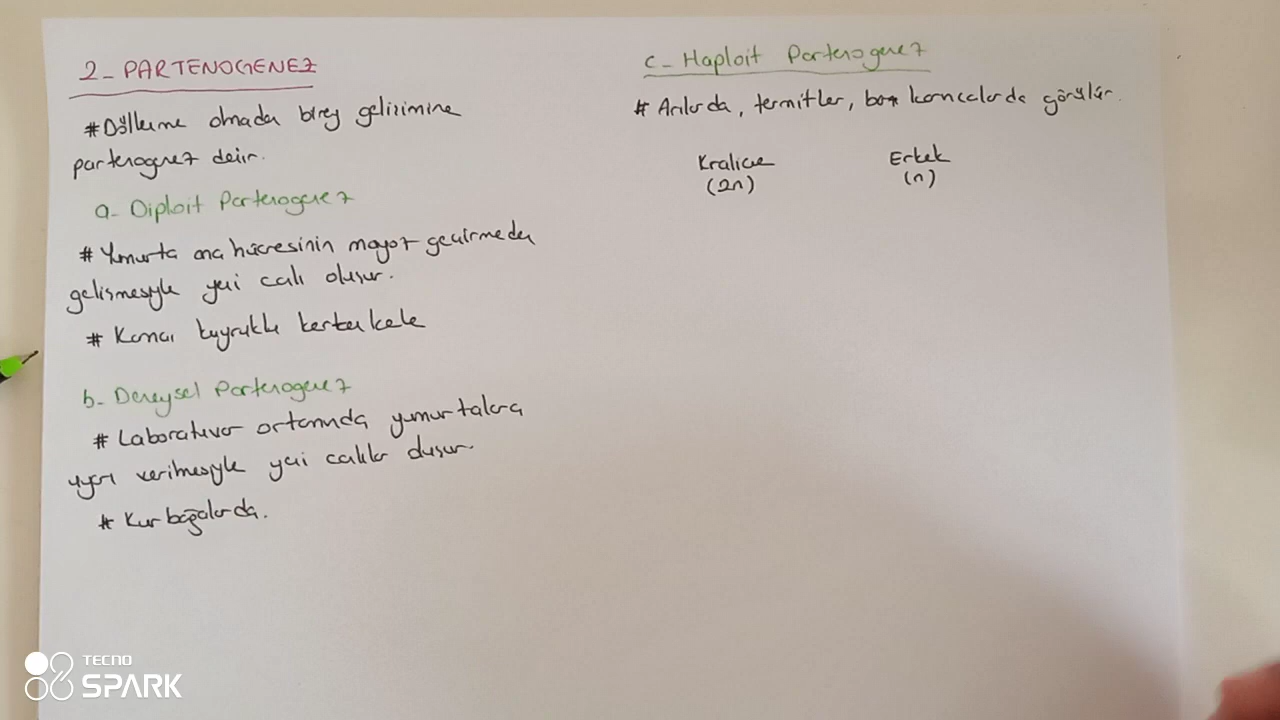 2- PARTENOGENEZ
# Döllenme olmadan birey gelişimine
partenogenez denir.
a- Diploit Partenogenez
# Yumurta ana hücresinin mayoz geçirmeden
gelişmesiyle yeni canlı oluşur.
# Kamçı kuyruklu kertenkele
b- Deneysel Partenogenez
# Laboratuvar ortamında yumurtalara
uyarı verilmesiyle yeni canlılar oluşur.
# Kurbağalarda.
c- Haploit Partenogenez
# Arılarda, termitler, bazı karıncalarda görülür.
Kraliçe
(2n)
Erkek
(n)
TECNO
SPARK